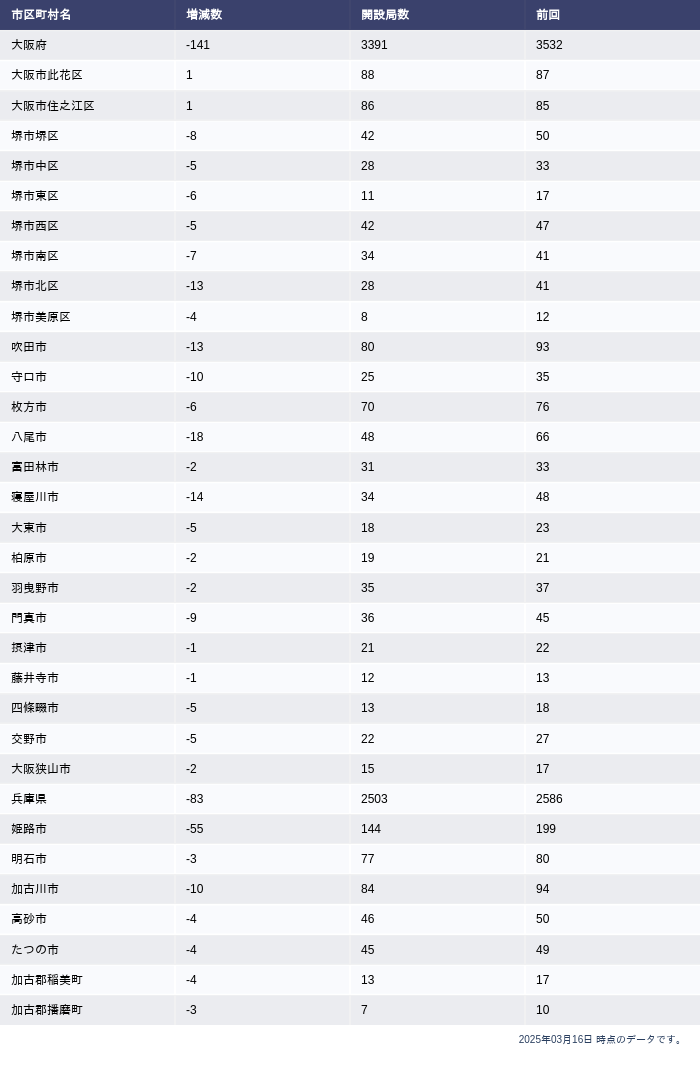 市区町村名 増減数 開設局数 前回
大阪府 -141 3391 3532
大阪市此花区 1 88 87
大阪市住之江区 1 86 85
堺市堺区 -8 42 50
堺市中区 -5 28 33
堺市東区 -6 11 17
堺市西区 -5 42 47
堺市南区 -7 34 41
堺市北区 -13 28 41
堺市美原区 -4 8 12
吹田市 -13 80 93
守口市 -10 25 35
枚方市 -6 70 76
八尾市 -18 48 66
富田林市 -2 31 33
寝屋川市 -14 34 48
大東市 -5 18 23
柏原市 -2 19 21
羽曳野市 -2 35 37
門真市 -9 36 45
摂津市 -1 21 22
藤井寺市 -1 12 13
四條畷市 -5 13 18
交野市 -5 22 27
大阪狭山市 -2 15 17
兵庫県 -83 2503 2586
姫路市 -55 144 199
明石市 -3 77 80
加古川市 -10 84 94
高砂市 -4 46 50
たつの市 -4 45 49
加古郡稲美町 -4 13 17
加古郡播磨町 -3 7 10
2025年03月16日 時点のデータです。